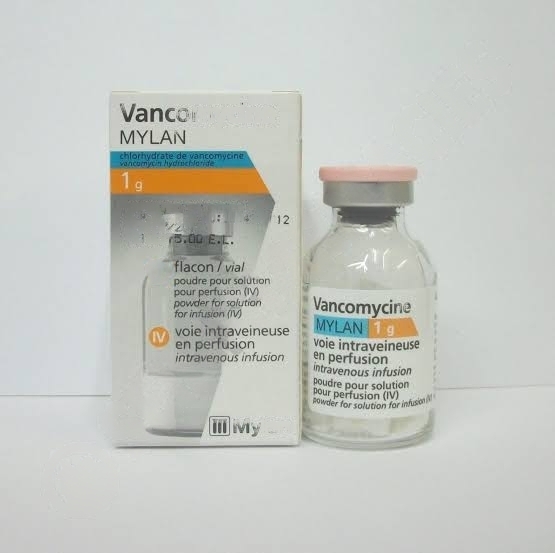 Vanco
MYLAN
chlorhydrate de vancomycine
vancomycin hydrochloride
1 g
12
75.00 E.L.
flacon / vial
poudre pour solution
pour perfusion (IV)
powder for solution
for infusion (IV)
IV
voie intraveineuse
en perfusion
intravenous infusion
My
Vancomycine
MYLAN 1 g
voie intraveineuse
en perfusion
intravenous infusion
poudre pour solution
pour perfusion (IV)
powder for solution for infusion (IV)